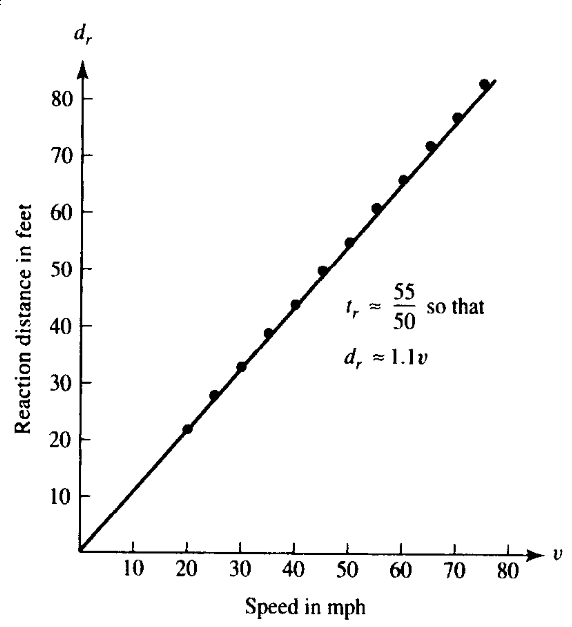 d_r
80
70
60
50
40
30
20
10
Reaction distance in feet
t_r ≈ 55/50 so that
d_r ≈ 1.1v
10 20 30 40 50 60 70 80 v
Speed in mph